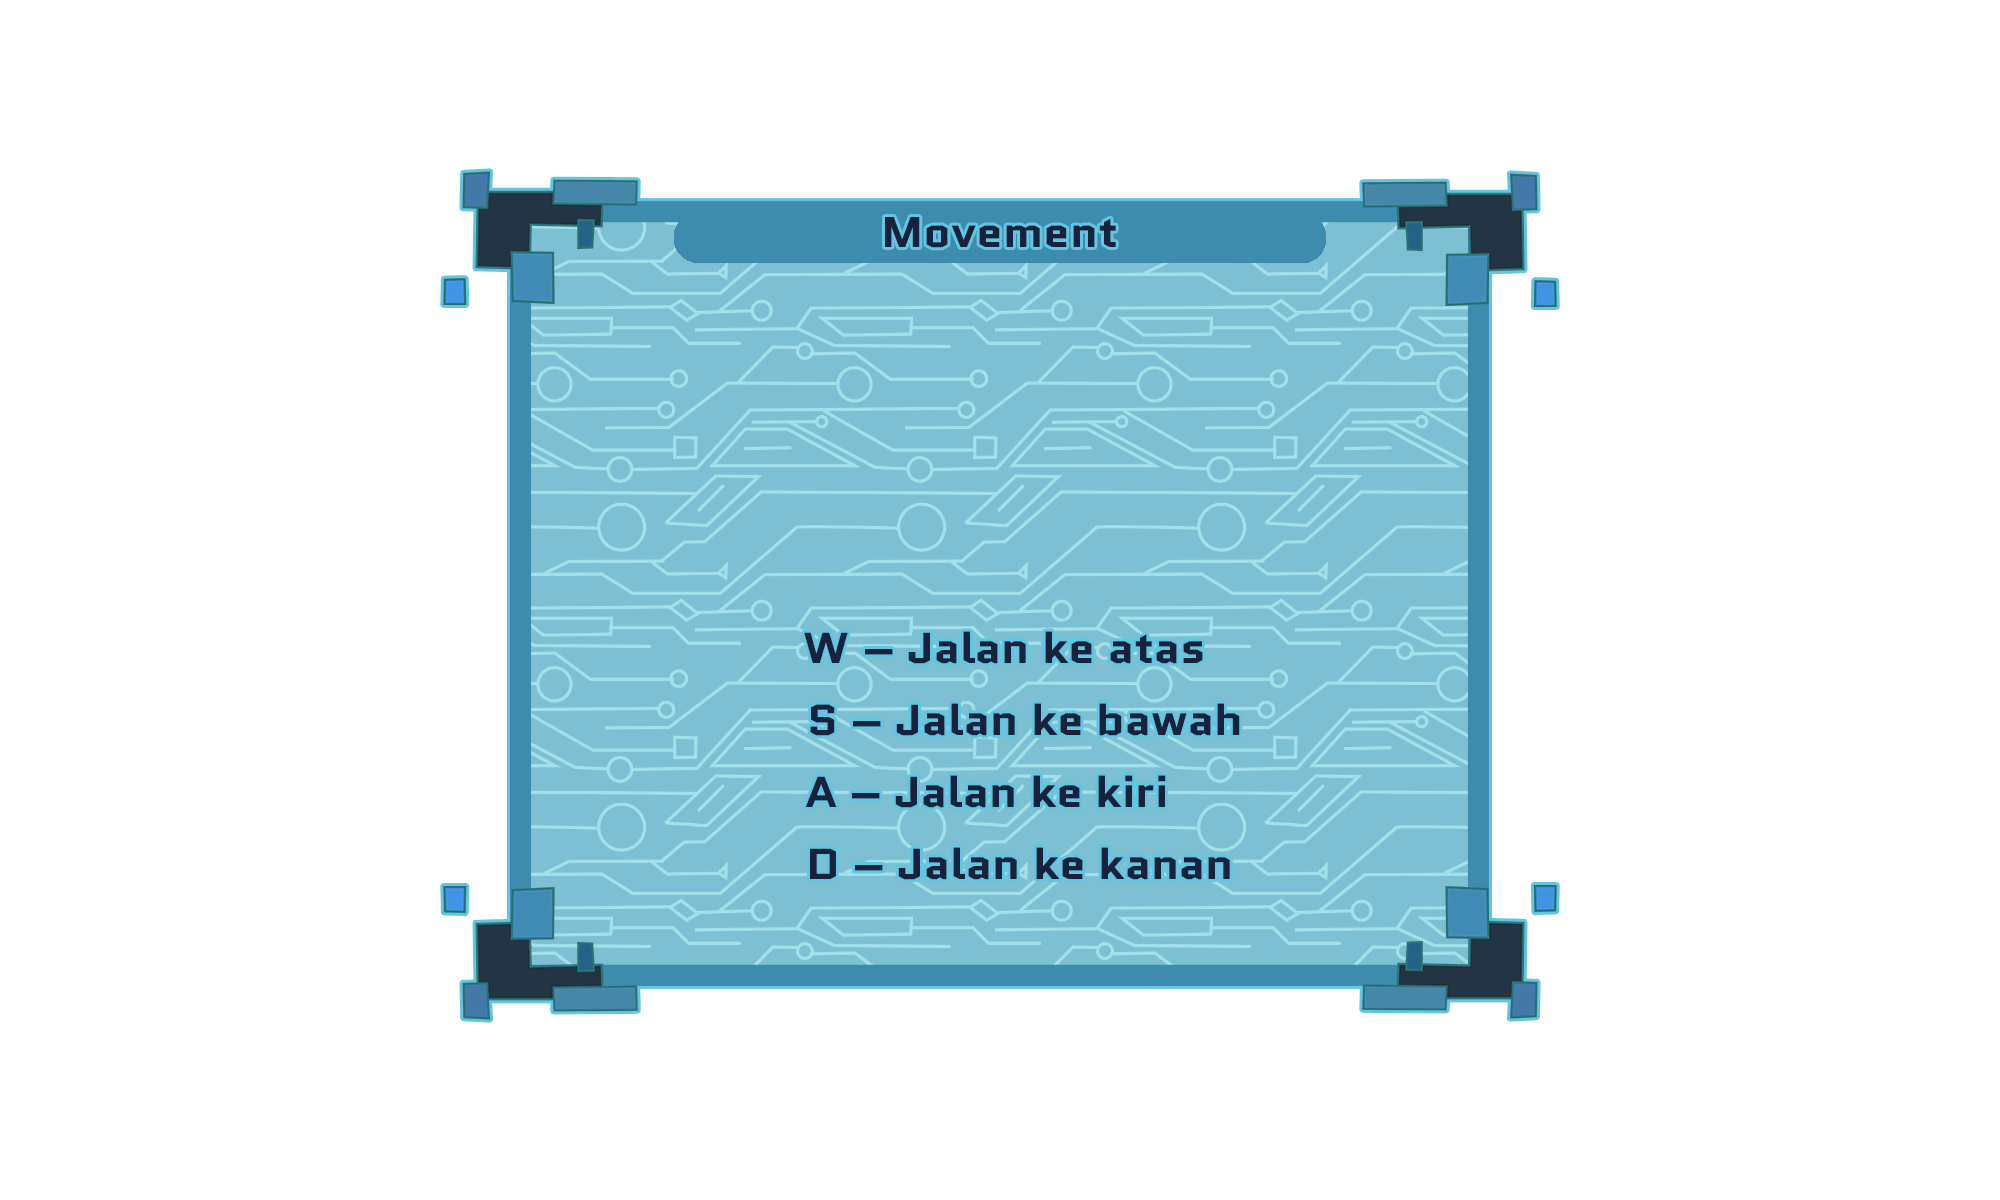 Movement
W – Jalan ke atas
S – Jalan ke bawah
A – Jalan ke kiri
D – Jalan ke kanan